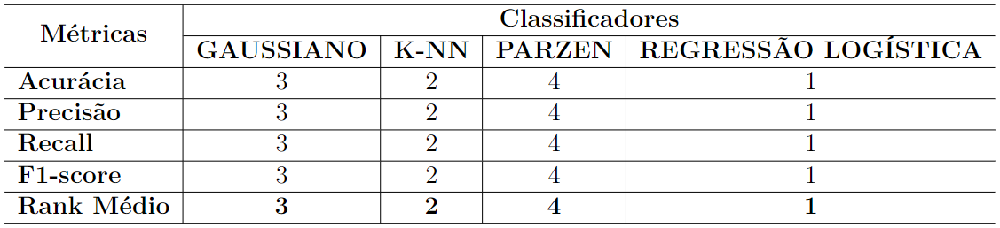 Métricas Classificadores
GAUSSIANO K-NN PARZEN REGRESSÃO LOGÍSTICA
Acurácia 3 2 4 1
Precisão 3 2 4 1
Recall 3 2 4 1
F1-score 3 2 4 1
Rank Médio 3 2 4 1